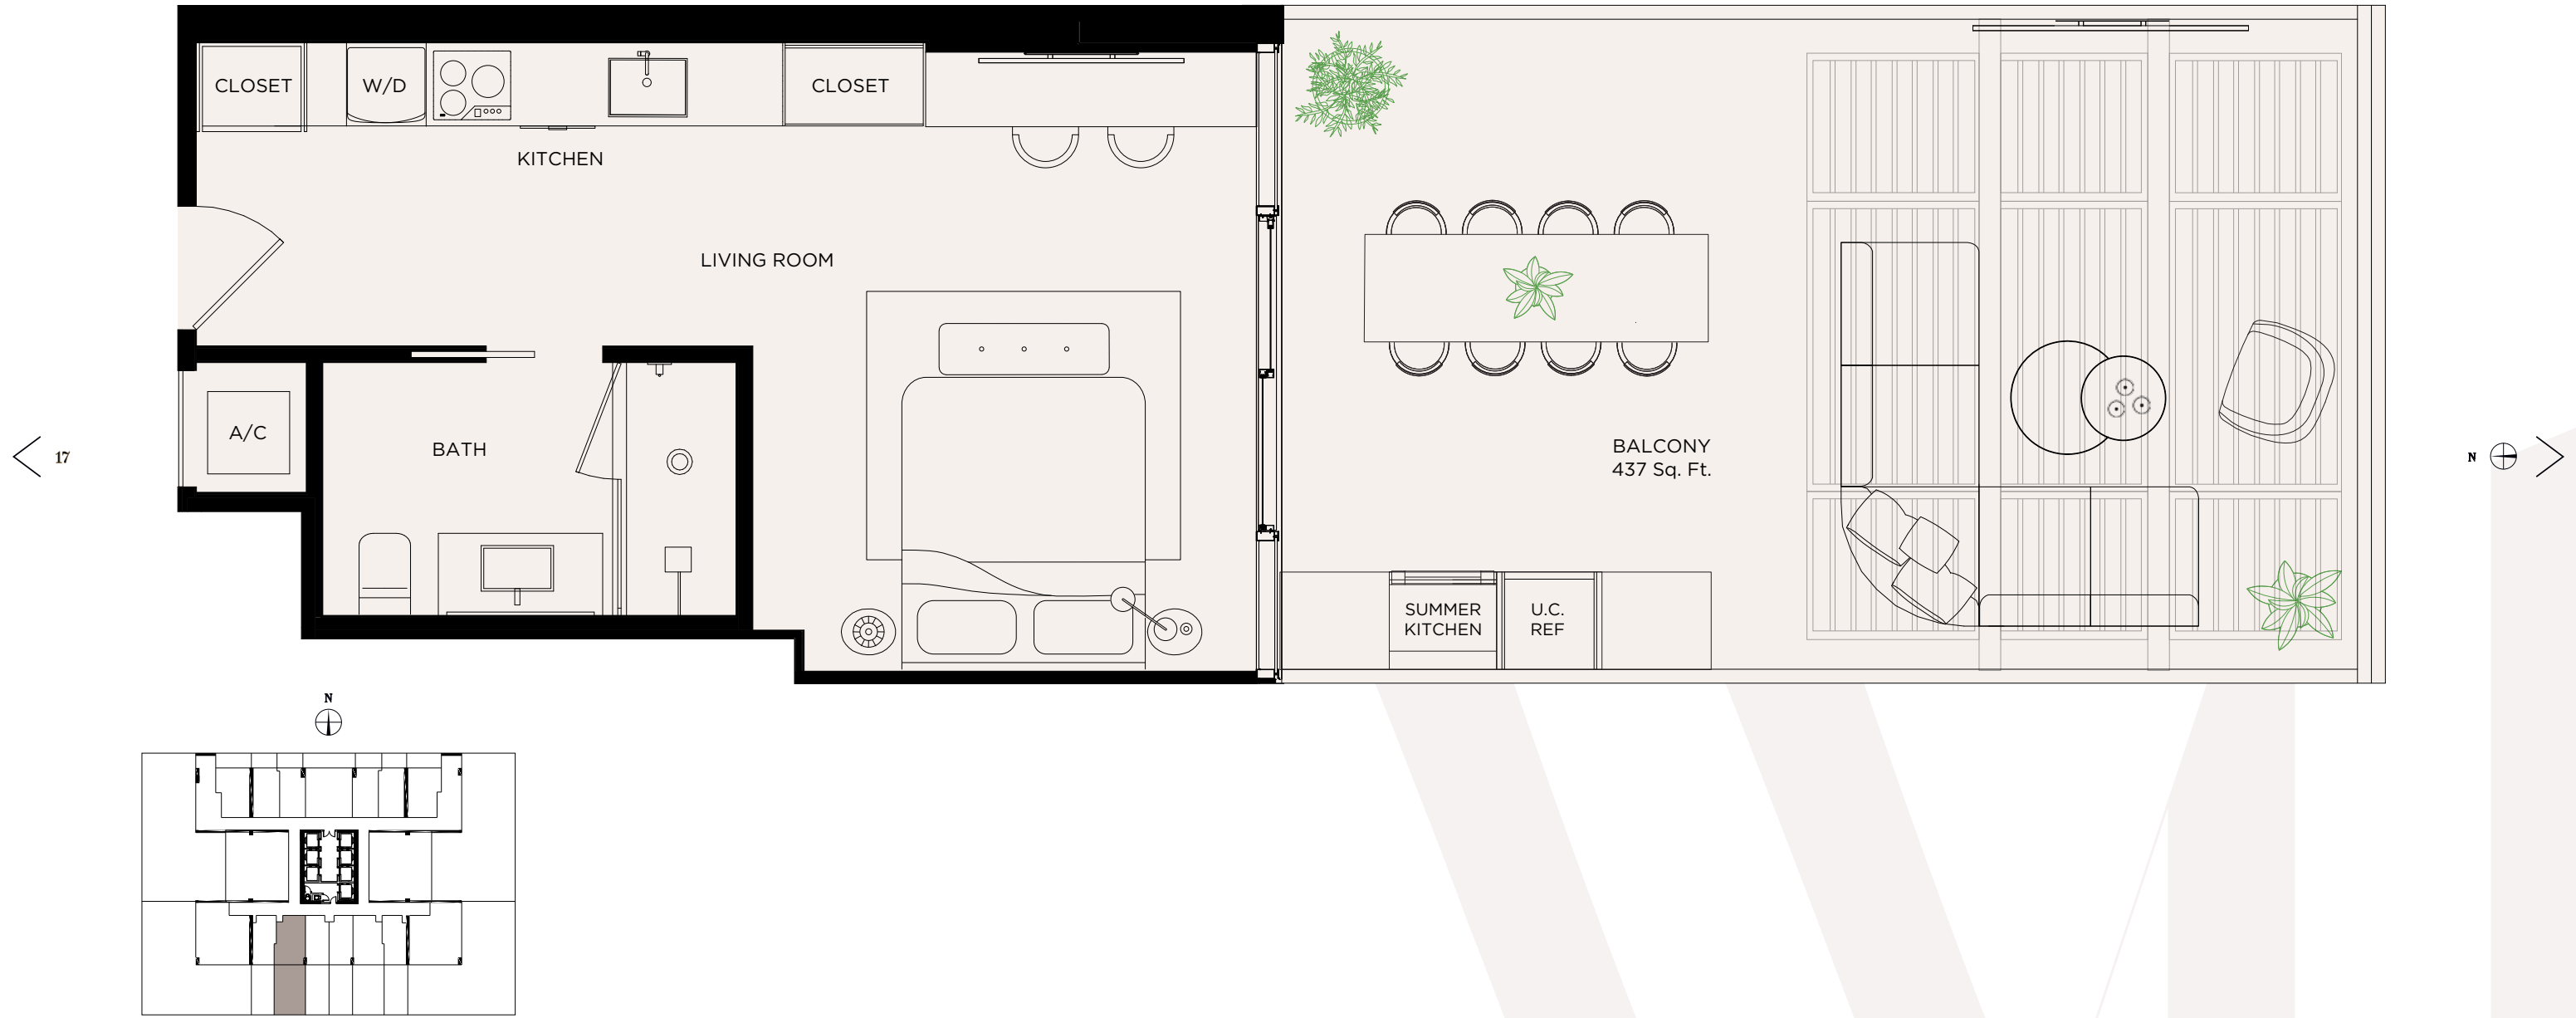 CLOSET
W/D
CLOSET
KITCHEN
LIVING ROOM
A/C
BATH
BALCONY
437 Sq. Ft.
17
N
SUMMER
KITCHEN
U.C.
REF
N